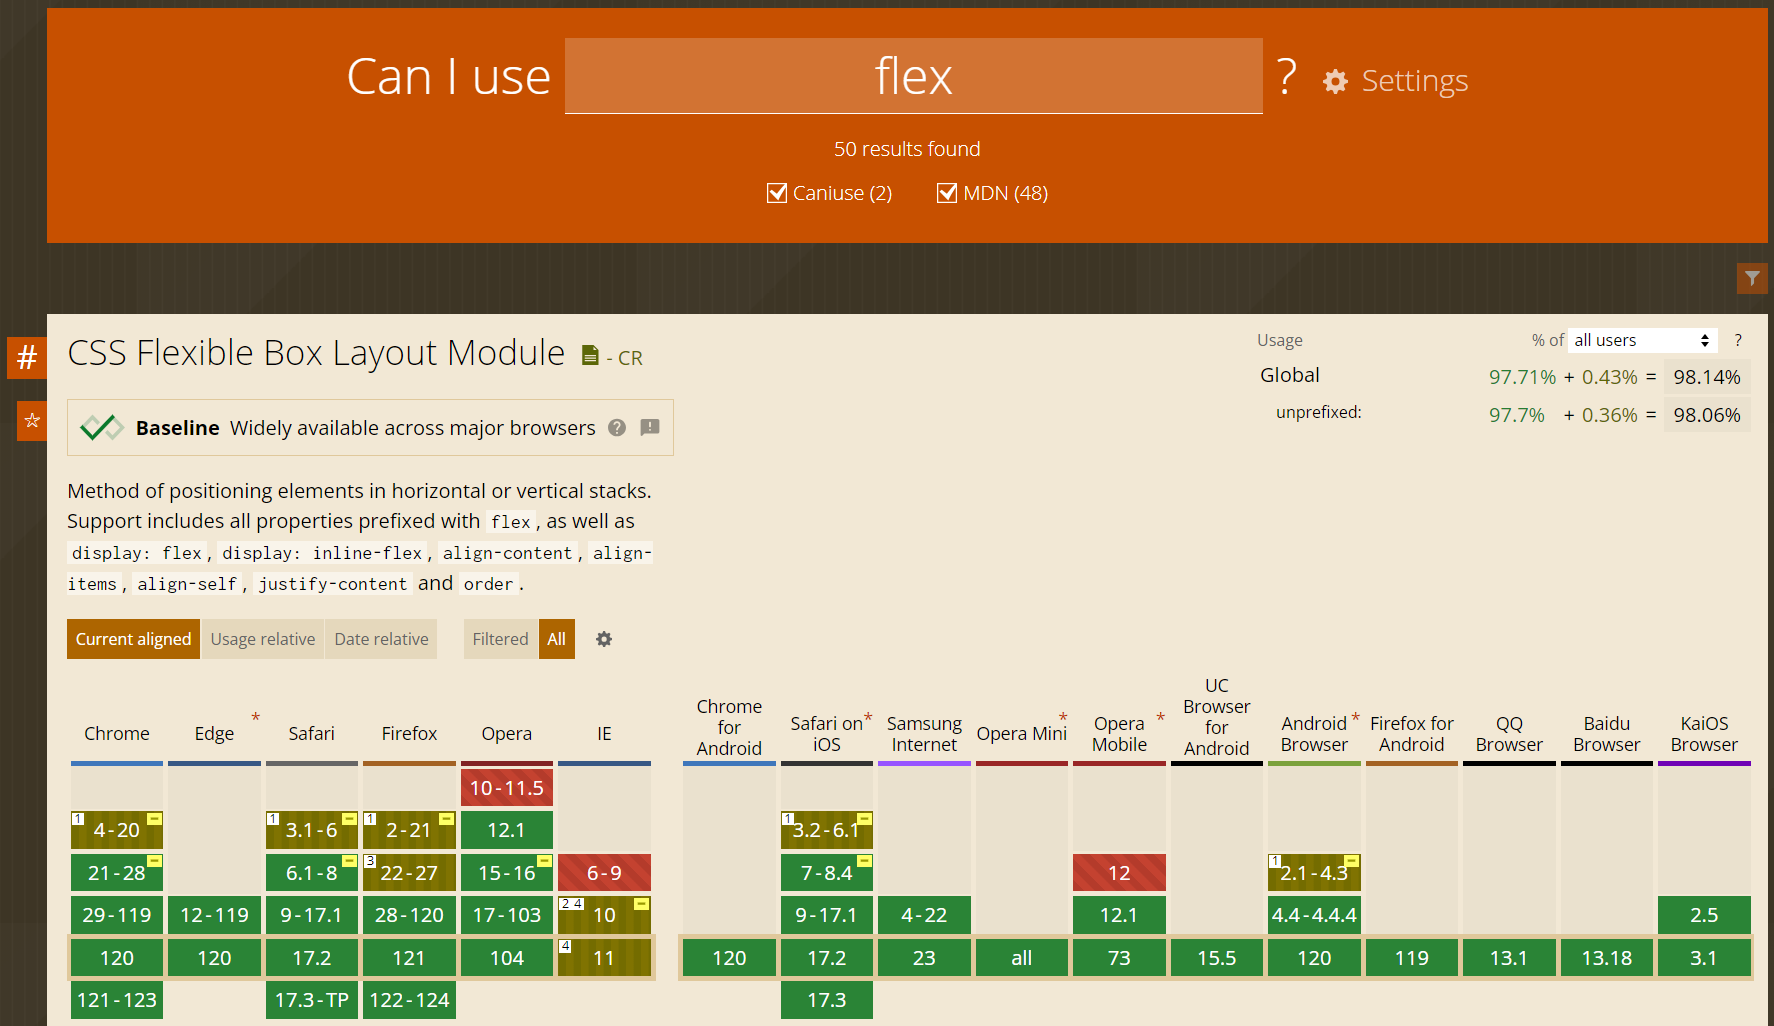 Can I use flex ? Settings
50 results found
Caniuse (2) MDN (48)
#
CSS Flexible Box Layout Module - CR
Usage % of all users ?
Global 97.71% + 0.43% = 98.14%
unprefixed: 97.7% + 0.36% = 98.06%
Baseline Widely available across major browsers ?
Method of positioning elements in horizontal or vertical stacks.
Support includes all properties prefixed with flex, as well as
display: flex, display: inline-flex, align-content, align-
items, align-self, justify-content and order.
Current aligned Usage relative Date relative Filtered All
Chrome
Edge *
Safari
Firefox
Opera
IE
Chrome
for
Android
Safari on *
iOS
Samsung
Internet
Opera Mini *
Opera *
Mobile
UC
Browser
for
Android
Android *
Browser
Firefox for
Android
QQ
Browser
Baidu
Browser
KaiOS
Browser
10-11.5
1 4-20 1 3.1-6 1 2-21 12.1 1 3.2-6.1
21-28 6.1-8 3 22-27 15-16 6-9 7-8.4 12 1 2.1-4.3
29-119 12-119 9-17.1 28-120 17-103 2 4 10 9-17.1 4-22 12.1 4.4-4.4.4 2.5
120 120 17.2 121 104 4 11 120 17.2 23 all 73 15.5 120 119 13.1 13.18 3.1
121-123 17.3-TP 122-124 17.3